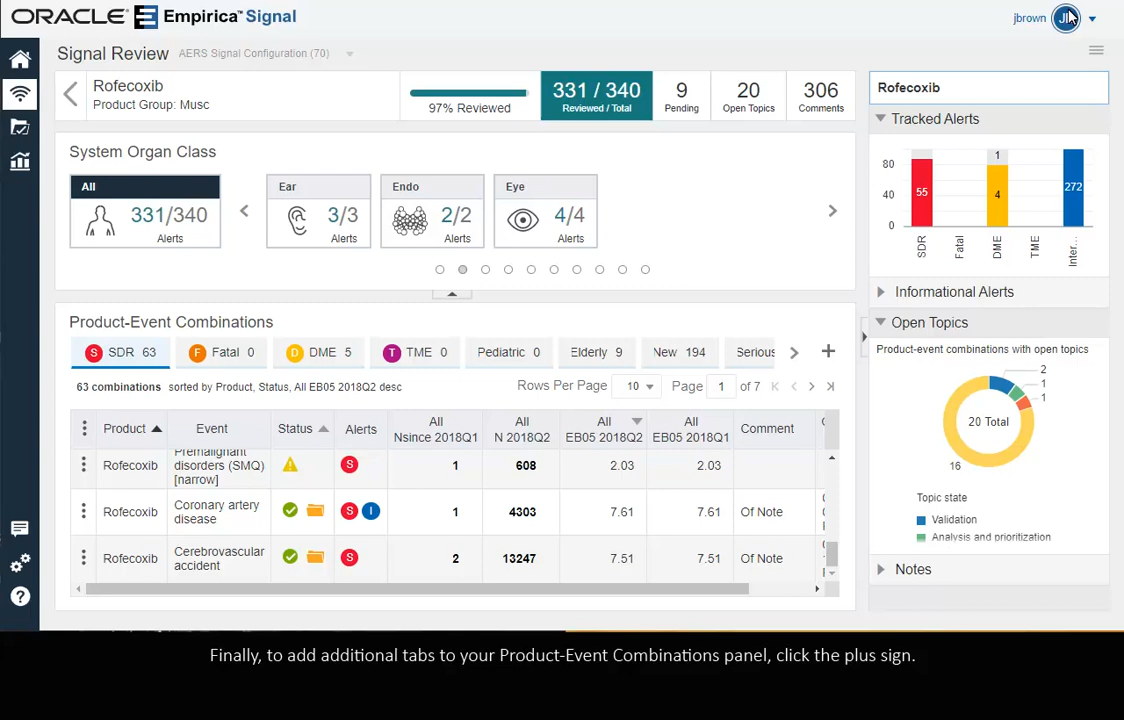 ORACLE Empirica™ Signal
jbrown
Signal Review AERS Signal Configuration (70)
Rofecoxib
Product Group: Musc
97% Reviewed
331 / 340
Reviewed / Total
9
Pending
20
Open Topics
306
Comments
System Organ Class
All
331/340
Alerts
Ear
3/3
Alerts
Endo
2/2
Alerts
Eye
4/4
Alerts
Product-Event Combinations
S SDR 63
F Fatal 0
D DME 5
T TME 0
Pediatric 0
Elderly 9
New 194
Serious
63 combinations sorted by Product, Status, All EB05 2018Q2 desc
Rows Per Page 10 Page 1 of 7
Product Event Status Alerts All Nsince 2018Q1 All N 2018Q2 All EB05 2018Q2 All EB05 2018Q1 Comment
Rofecoxib Premalignant disorders (SMQ) [narrow] S 1 608 2.03 2.03
Rofecoxib Coronary artery disease S I 1 4303 7.61 7.61 Of Note
Rofecoxib Cerebrovascular accident S 2 13247 7.51 7.51 Of Note
Rofecoxib
Tracked Alerts
80
40
0
55
1
4
272
SDR
Fatal
DME
TME
Inter...
Informational Alerts
Open Topics
Product-event combinations with open topics
2
1
1
20 Total
16
Topic state
Validation
Analysis and prioritization
Notes
Finally, to add additional tabs to your Product-Event Combinations panel, click the plus sign.